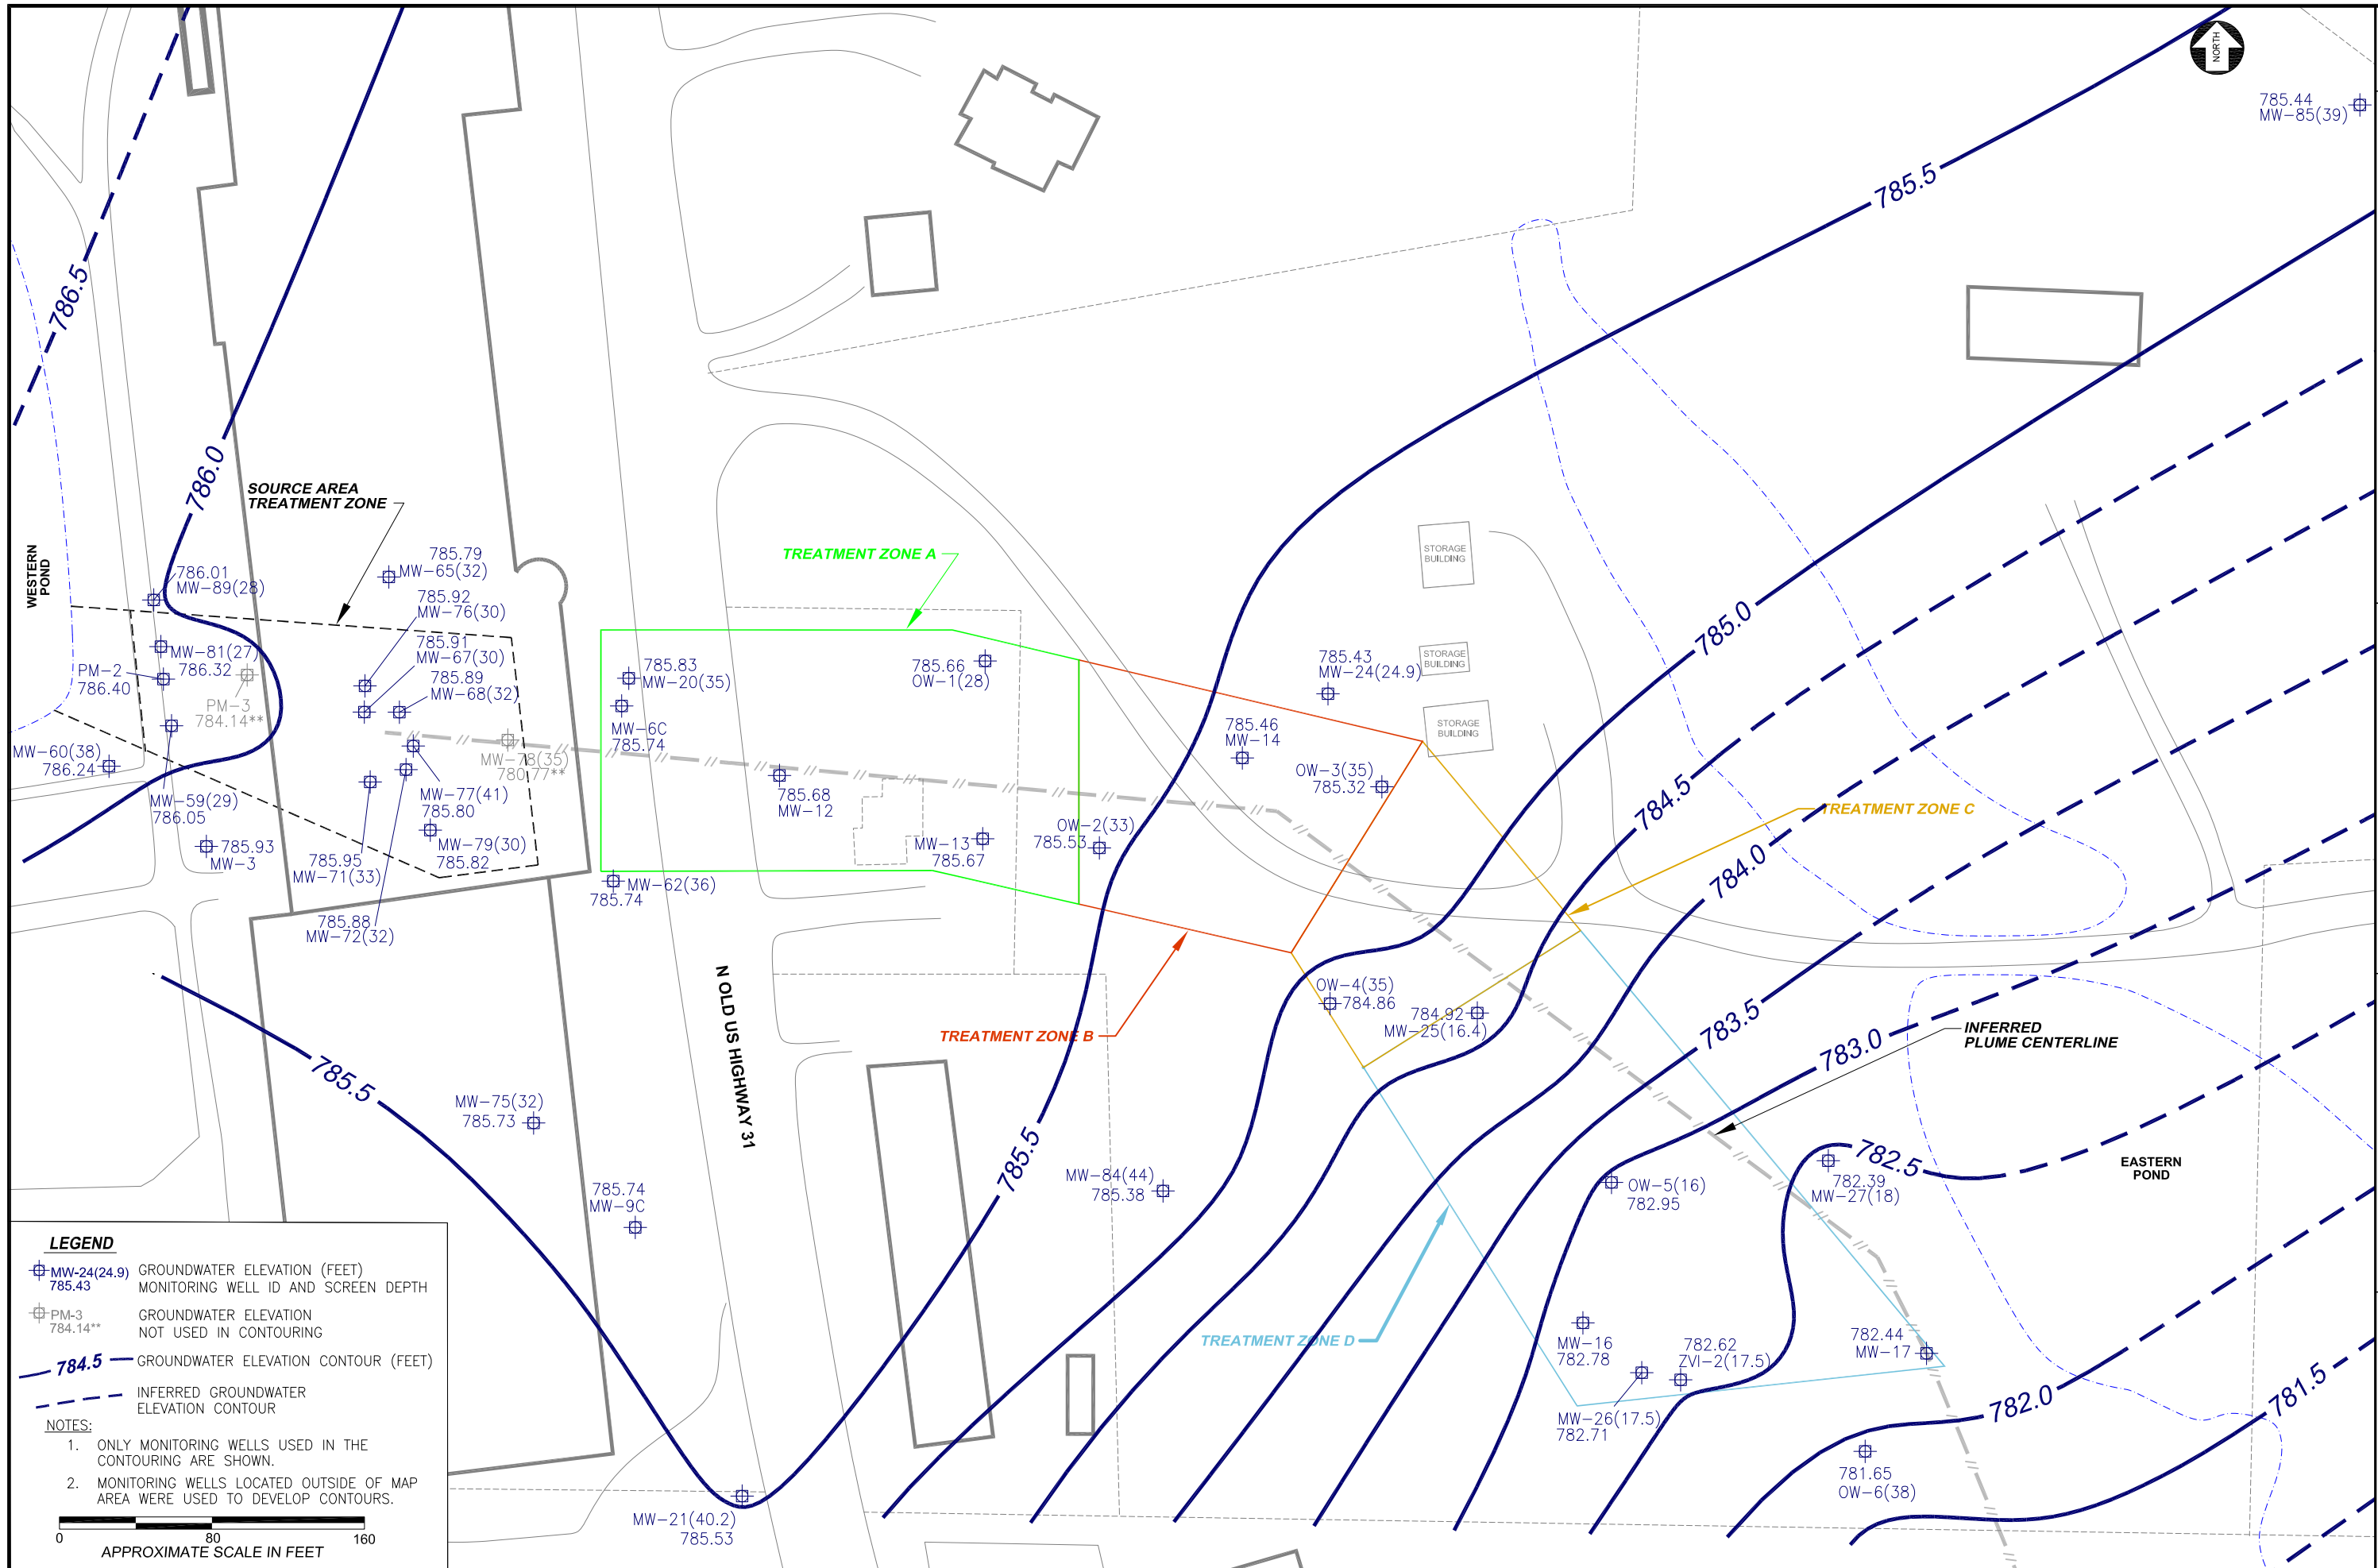 NORTH
785.44
MW-85(39)
785.5
786.5
786.0
SOURCE AREA
TREATMENT ZONE
WESTERN
POND
786.01
MW-89(28)
785.79
MW-65(32)
785.92
MW-76(30)
785.91
MW-67(30)
785.89
MW-68(32)
MW-81(27)
786.32
PM-2
786.40
PM-3
784.14**
MW-60(38)
786.24
MW-59(29)
786.05
785.93
MW-3
785.95
MW-71(33)
785.88
MW-72(32)
MW-77(41)
785.80
MW-79(30)
785.82
MW-78(35)
780.77**
TREATMENT ZONE A
785.83
MW-20(35)
MW-6C
785.74
785.66
OW-1(28)
785.68
MW-12
MW-13
785.67
OW-2(33)
785.53
MW-62(36)
785.74
785.43
MW-24(24.9)
785.46
MW-14
OW-3(35)
785.32
STORAGE
BUILDING
STORAGE
BUILDING
STORAGE
BUILDING
785.0
784.5
784.0
783.5
783.0
TREATMENT ZONE C
OW-4(35)
784.86
784.92
MW-25(16.4)
TREATMENT ZONE B
N OLD US HIGHWAY 31
INFERRED
PLUME CENTERLINE
785.5
MW-75(32)
785.73
785.74
MW-9C
785.5
MW-84(44)
785.38
OW-5(16)
782.95
782.5
782.39
MW-27(18)
EASTERN
POND
TREATMENT ZONE D
MW-16
782.78
782.62
ZVI-2(17.5)
782.44
MW-17
MW-26(17.5)
782.71
782.0
781.5
781.65
OW-6(38)
MW-21(40.2)
785.53
LEGEND
MW-24(24.9)
785.43
GROUNDWATER ELEVATION (FEET)
MONITORING WELL ID AND SCREEN DEPTH
PM-3
784.14**
GROUNDWATER ELEVATION
NOT USED IN CONTOURING
784.5
GROUNDWATER ELEVATION CONTOUR (FEET)
INFERRED GROUNDWATER
ELEVATION CONTOUR
NOTES:
1. ONLY MONITORING WELLS USED IN THE
CONTOURING ARE SHOWN.
2. MONITORING WELLS LOCATED OUTSIDE OF MAP
AREA WERE USED TO DEVELOP CONTOURS.
0 80 160
APPROXIMATE SCALE IN FEET